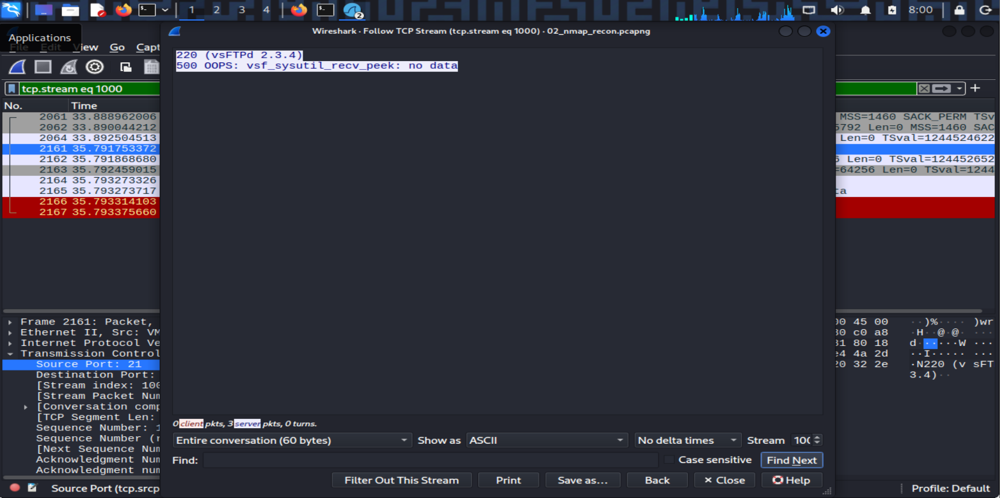 1 2 3 4 2 8:00
Wireshark · Follow TCP Stream (tcp.stream eq 1000) · 02_nmap_recon.pcapng
Applications
File Edit View Go Capt
220 (vsFTPd 2.3.4)
500 OOPS: vsf_sysutil_recv_peek: no data
tcp.stream eq 1000
No. Time
2061 33.888962006 MSS=1460 SACK_PERM TSv
2062 33.890044212 5792 Len=0 MSS=1460 SAC
2064 33.892504513 Len=0 TSval=1244524622
2161 35.791753372
2162 35.791868680 Len=0 TSval=124452652
2163 35.792459015 =64256 Len=0 TSval=1244
2164 35.793273326
2165 35.793273717 ta
2166 35.793314103
2167 35.793375660
Frame 2161: Packet, 00 45 00 ··)%···· )wr
Ethernet II, Src: VM 30 c0 a8 ·H··@·@· ···
Internet Protocol Ve 31 80 18 d·····W ···
Transmission Control e4 4a 2d ··I····· ···
Source Port: 21 20 32 2e ·N220 (v sFT
Destination Port: 3.4)··
[Stream index: 100
[Stream Packet Num
[Conversation comp
[TCP Segment Len:
Sequence Number: 1
Sequence Number (r
[Next Sequence Num
Acknowledgment Num
Acknowledgment num
0 client pkts, 3 server pkts, 0 turns.
Entire conversation (60 bytes) Show as ASCII No delta times Stream 100
Find: Case sensitive Find Next
Filter Out This Stream Print Save as... Back × Close Help
Source Port (tcp.srcp Profile: Default